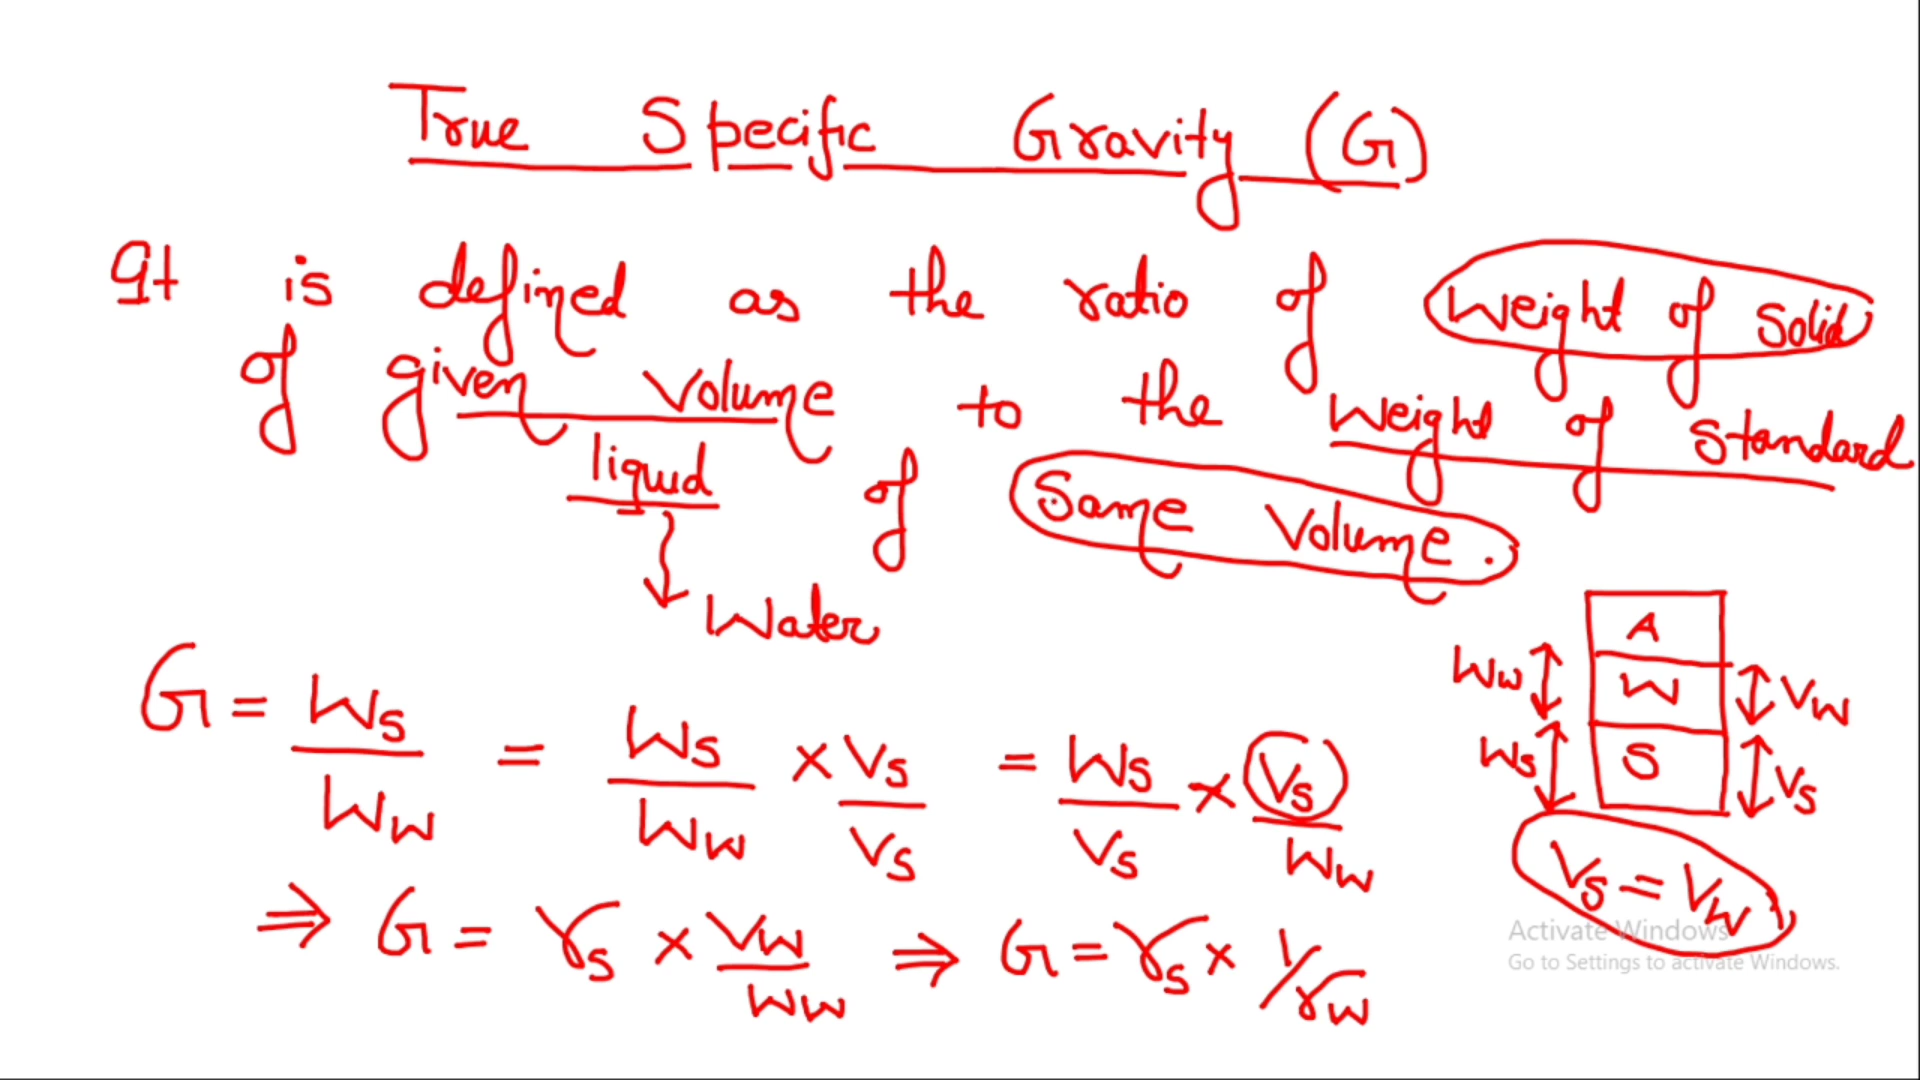 True Specific Gravity (G)
It is defined as the ratio of Weight of Solid
of given Volume to the Weight of Standard
liquid of Same Volume.
Water
A
W
S
Ww
Vw
Ws
Vs
Vs = Vw
G = Ws/Ww = Ws/Ww × Vs/Vs = Ws/Vs × Vs/Ww
⇒ G = γs × Vw/Ww ⇒ G = γs × 1/γw
Activate Windows
Go to Settings to activate Windows.